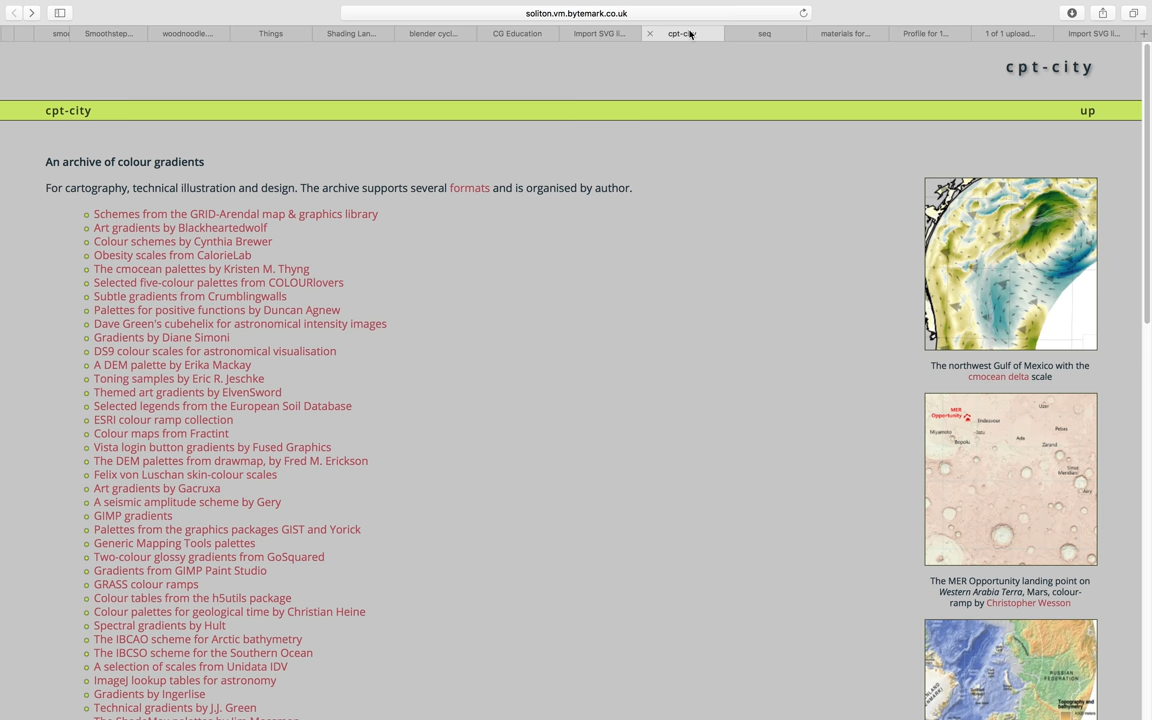 soliton.vm.bytemark.co.uk
smoo
Smoothstep...
woodnoodle....
Things
Shading Lan...
blender cycl...
CG Education
Import SVG li...
cpt-city
seq
materials for...
Profile for 1...
1 of 1 upload...
Import SVG li...
cpt-city
cpt-city up
An archive of colour gradients
For cartography, technical illustration and design. The archive supports several formats and is organised by author.
Schemes from the GRID-Arendal map & graphics library
Art gradients by Blackheartedwolf
Colour schemes by Cynthia Brewer
Obesity scales from CalorieLab
The cmocean palettes by Kristen M. Thyng
Selected five-colour palettes from COLOURlovers
Subtle gradients from Crumblingwalls
Palettes for positive functions by Duncan Agnew
Dave Green's cubehelix for astronomical intensity images
Gradients by Diane Simoni
DS9 colour scales for astronomical visualisation
A DEM palette by Erika Mackay
Toning samples by Eric R. Jeschke
Themed art gradients by ElvenSword
Selected legends from the European Soil Database
ESRI colour ramp collection
Colour maps from Fractint
Vista login button gradients by Fused Graphics
The DEM palettes from drawmap, by Fred M. Erickson
Felix von Luschan skin-colour scales
Art gradients by Gacruxa
A seismic amplitude scheme by Gery
GIMP gradients
Palettes from the graphics packages GIST and Yorick
Generic Mapping Tools palettes
Two-colour glossy gradients from GoSquared
Gradients from GIMP Paint Studio
GRASS colour ramps
Colour tables from the h5utils package
Colour palettes for geological time by Christian Heine
Spectral gradients by Hult
The IBCAO scheme for Arctic bathymetry
The IBCSO scheme for the Southern Ocean
A selection of scales from Unidata IDV
ImageJ lookup tables for astronomy
Gradients by Ingerlise
Technical gradients by J.J. Green
The northwest Gulf of Mexico with the
cmocean delta scale
MER
Opportunity
Endeavour
Miyamoto
Bopolu
Ada
Zarand
The MER Opportunity landing point on
Western Arabia Terra, Mars, colour-
ramp by Christopher Wesson
RUSSIAN
FEDERATION
Topography and
bathymetry